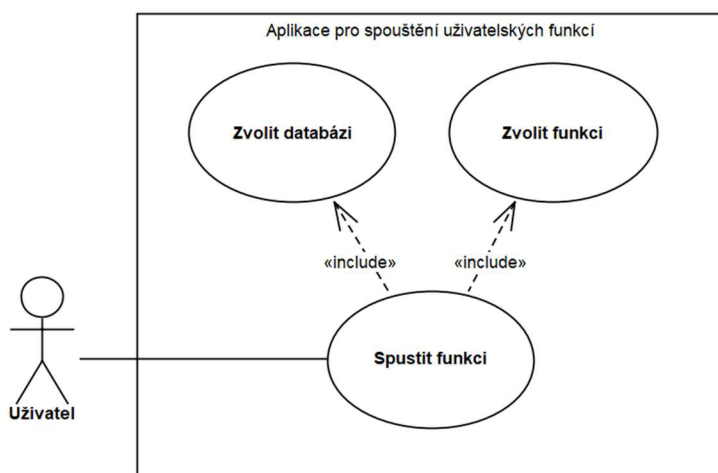 Aplikace pro spouštění uživatelských funkcí
Zvolit databázi
Zvolit funkci
«include»
«include»
Spustit funkci
Uživatel